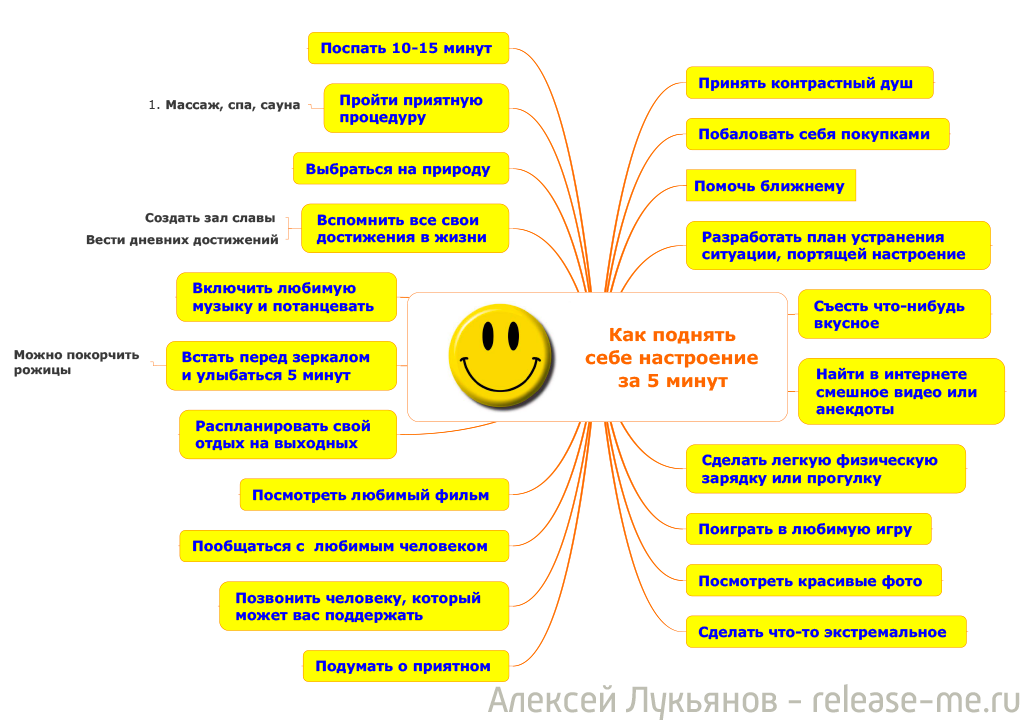 Как поднять
себе настроение
за 5 минут
Принять контрастный душ
Побаловать себя покупками
Помочь ближнему
Разработать план устранения
ситуации, портящей настроение
Съесть что-нибудь
вкусное
Найти в интернете
смешное видео или
анекдоты
Сделать легкую физическую
зарядку или прогулку
Поиграть в любимую игру
Посмотреть красивые фото
Сделать что-то экстремальное
Поспать 10-15 минут
Пройти приятную
процедуру
1. Массаж, спа, сауна
Выбраться на природу
Вспомнить все свои
достижения в жизни
Создать зал славы
Вести дневних достижений
Включить любимую
музыку и потанцевать
Встать перед зеркалом
и улыбаться 5 минут
Можно покорчить
рожицы
Распланировать свой
отдых на выходных
Посмотреть любимый фильм
Пообщаться с любимым человеком
Позвонить человеку, который
может вас поддержать
Подумать о приятном
Алексей Лукьянов - release-me.ru